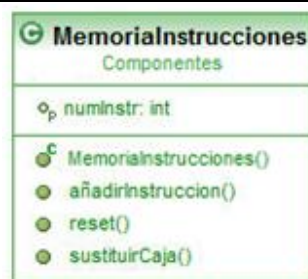 C MemoriaInstrucciones
Componentes
p numInstr: int
C MemoriaInstrucciones()
añadirInstruccion()
reset()
sustituirCaja()